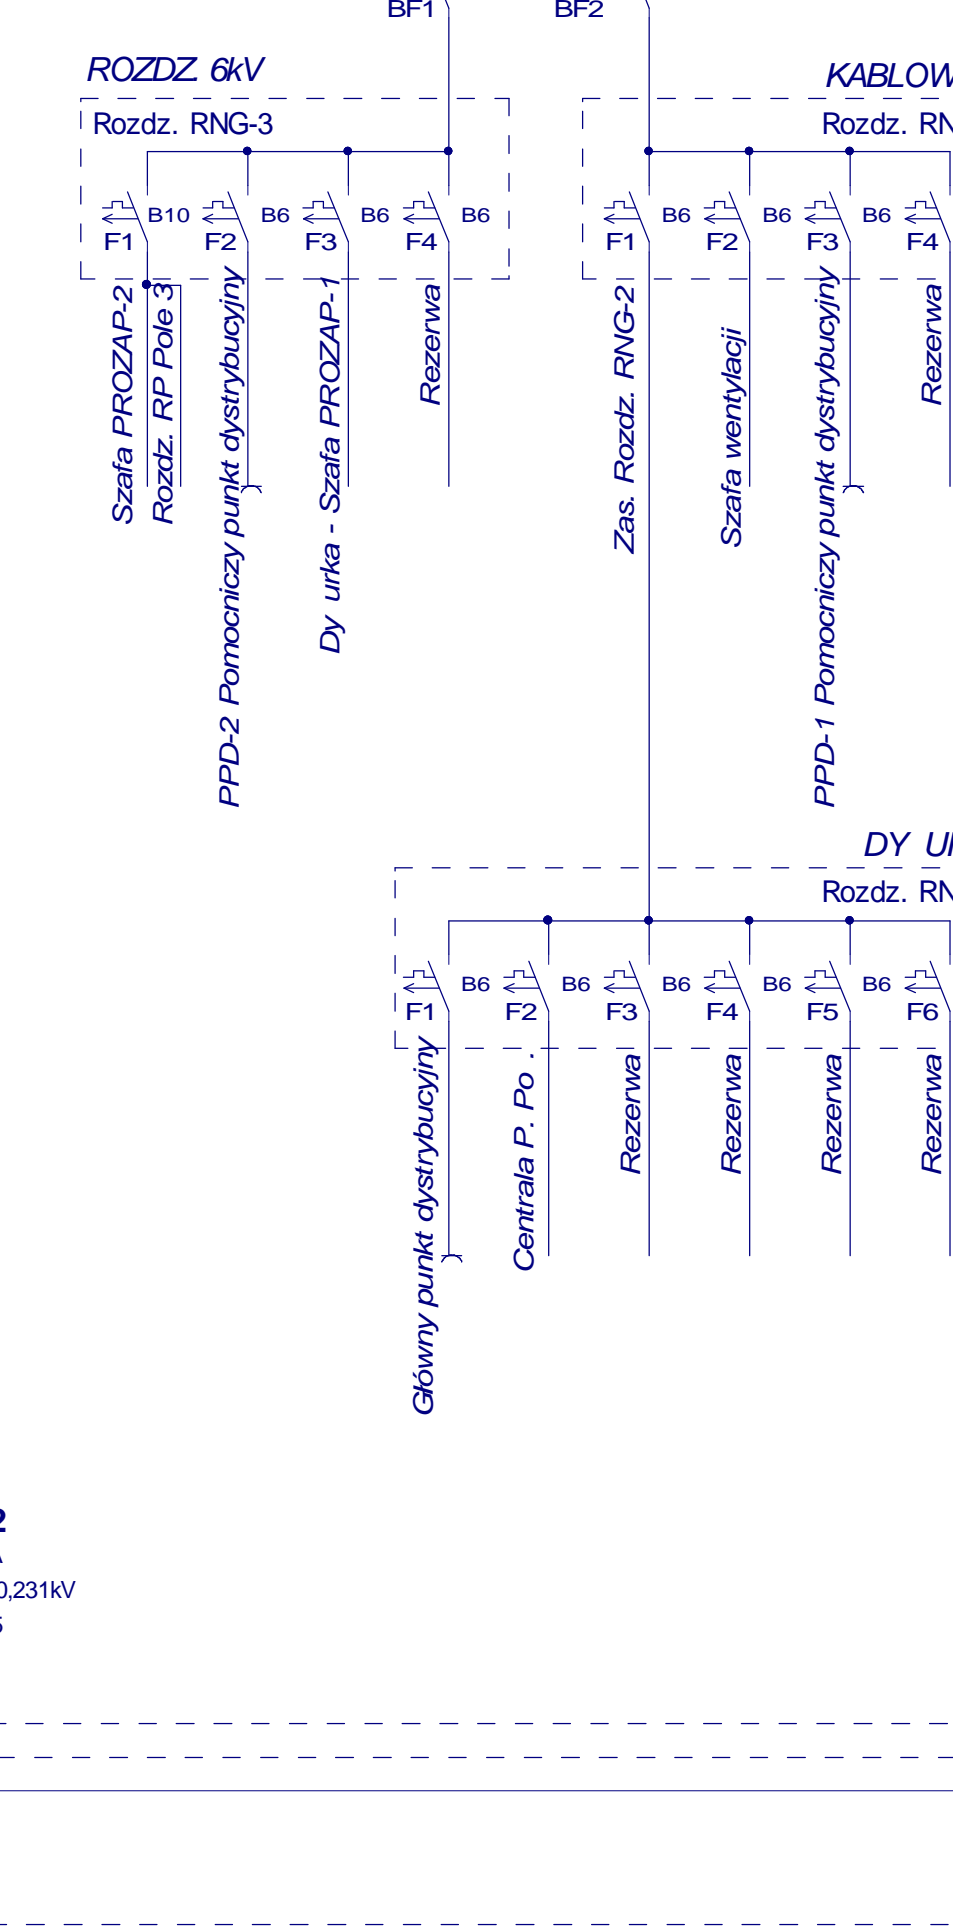 BF1
BF2
ROZDZ. 6kV
KABLOW
Rozdz. RNG-3
Rozdz. RN
B10
B6
B6
B6
B6
B6
B6
F1
F2
F3
F4
F1
F2
F3
F4
Szafa PROZAP-2
Rozdz. RP Pole 3
PPD-2 Pomocniczy punkt dystrybucyjny
Dy urka - Szafa PROZAP-1
Rezerwa
Zas. Rozdz. RNG-2
Szafa wentylacji
PPD-1 Pomocniczy punkt dystrybucyjny
Rezerwa
DY U
Rozdz. RN
B6
B6
B6
B6
B6
F1
F2
F3
F4
F5
F6
Główny punkt dystrybucyjny
Centrala P. Po .
Rezerwa
Rezerwa
Rezerwa
Rezerwa
2
0,231kV